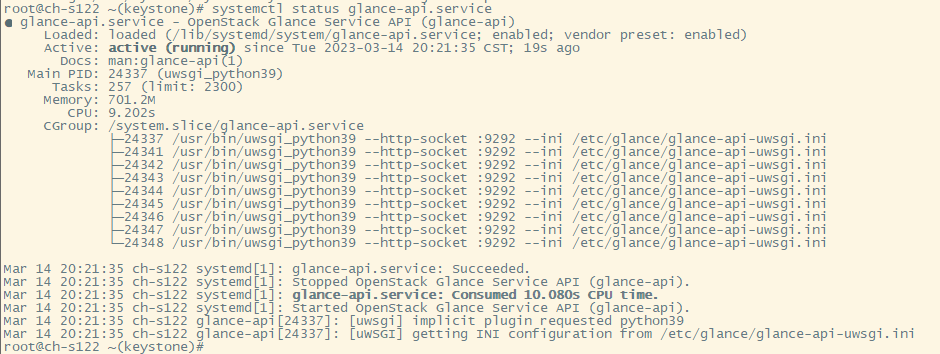 root@ch-s122 ~(keystone)# systemctl status glance-api.service
● glance-api.service - OpenStack Glance Service API (glance-api)
Loaded: loaded (/lib/systemd/system/glance-api.service; enabled; vendor preset: enabled)
Active: active (running) since Tue 2023-03-14 20:21:35 CST; 19s ago
Docs: man:glance-api(1)
Main PID: 24337 (uwsgi_python39)
Tasks: 257 (limit: 2300)
Memory: 701.2M
CPU: 9.202s
CGroup: /system.slice/glance-api.service
├─24337 /usr/bin/uwsgi_python39 --http-socket :9292 --ini /etc/glance/glance-api-uwsgi.ini
├─24341 /usr/bin/uwsgi_python39 --http-socket :9292 --ini /etc/glance/glance-api-uwsgi.ini
├─24342 /usr/bin/uwsgi_python39 --http-socket :9292 --ini /etc/glance/glance-api-uwsgi.ini
├─24343 /usr/bin/uwsgi_python39 --http-socket :9292 --ini /etc/glance/glance-api-uwsgi.ini
├─24344 /usr/bin/uwsgi_python39 --http-socket :9292 --ini /etc/glance/glance-api-uwsgi.ini
├─24345 /usr/bin/uwsgi_python39 --http-socket :9292 --ini /etc/glance/glance-api-uwsgi.ini
├─24346 /usr/bin/uwsgi_python39 --http-socket :9292 --ini /etc/glance/glance-api-uwsgi.ini
├─24347 /usr/bin/uwsgi_python39 --http-socket :9292 --ini /etc/glance/glance-api-uwsgi.ini
└─24348 /usr/bin/uwsgi_python39 --http-socket :9292 --ini /etc/glance/glance-api-uwsgi.ini
Mar 14 20:21:35 ch-s122 systemd[1]: glance-api.service: Succeeded.
Mar 14 20:21:35 ch-s122 systemd[1]: Stopped OpenStack Glance Service API (glance-api).
Mar 14 20:21:35 ch-s122 systemd[1]: glance-api.service: Consumed 10.080s CPU time.
Mar 14 20:21:35 ch-s122 systemd[1]: Started OpenStack Glance Service API (glance-api).
Mar 14 20:21:35 ch-s122 glance-api[24337]: [uwsgi] implicit plugin requested python39
Mar 14 20:21:35 ch-s122 glance-api[24337]: [uWSGI] getting INI configuration from /etc/glance/glance-api-uwsgi.ini
root@ch-s122 ~(keystone)#